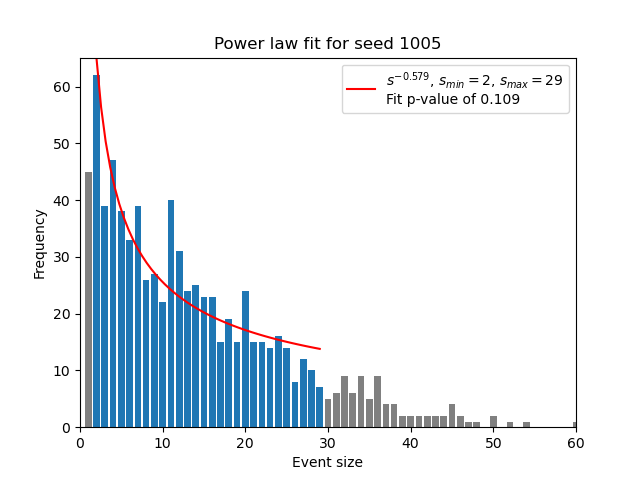 Power law fit for seed 1005
s^{-0.579}, s_{min} = 2, s_{max} = 29
Fit p-value of 0.109
60
50
40
30
20
10
0
Frequency
0 10 20 30 40 50 60
Event size